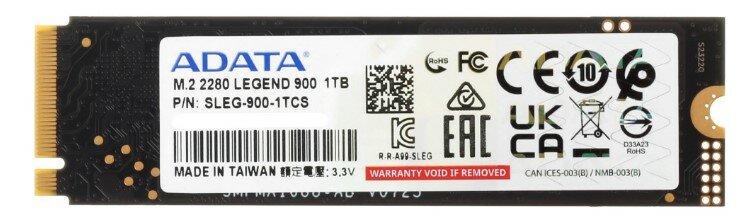 ADATA
M.2 2280 LEGEND 900 1TB
P/N: SLEG-900-1TCS
MADE IN TAIWAN 額定電壓: 3.3V
RoHS
FC
CE
10
R-R-A99-SLEG
EAC
UK
CA
D33A23
RoHS
WARRANTY VOID IF REMOVED
CAN ICES-003(B) / NMB-003(B)